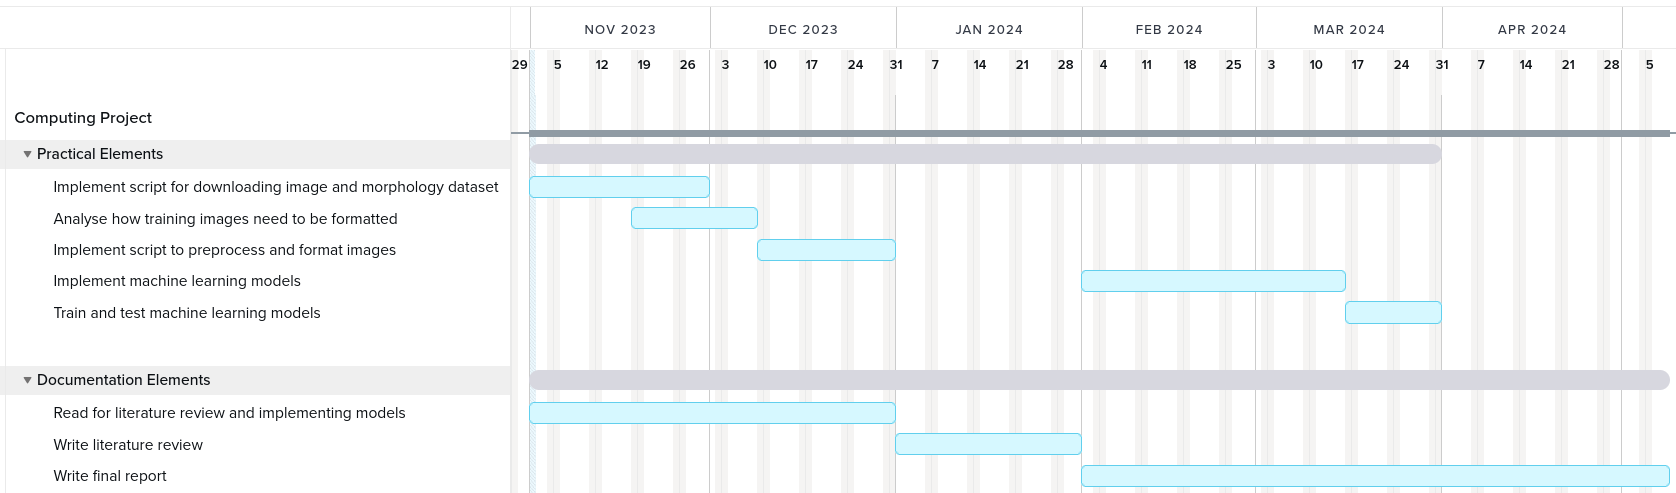 NOV 2023 DEC 2023 JAN 2024 FEB 2024 MAR 2024 APR 2024
29 5 12 19 26 3 10 17 24 31 7 14 21 28 4 11 18 25 3 10 17 24 31 7 14 21 28 5
Computing Project
Practical Elements
Implement script for downloading image and morphology dataset
Analyse how training images need to be formatted
Implement script to preprocess and format images
Implement machine learning models
Train and test machine learning models
Documentation Elements
Read for literature review and implementing models
Write literature review
Write final report